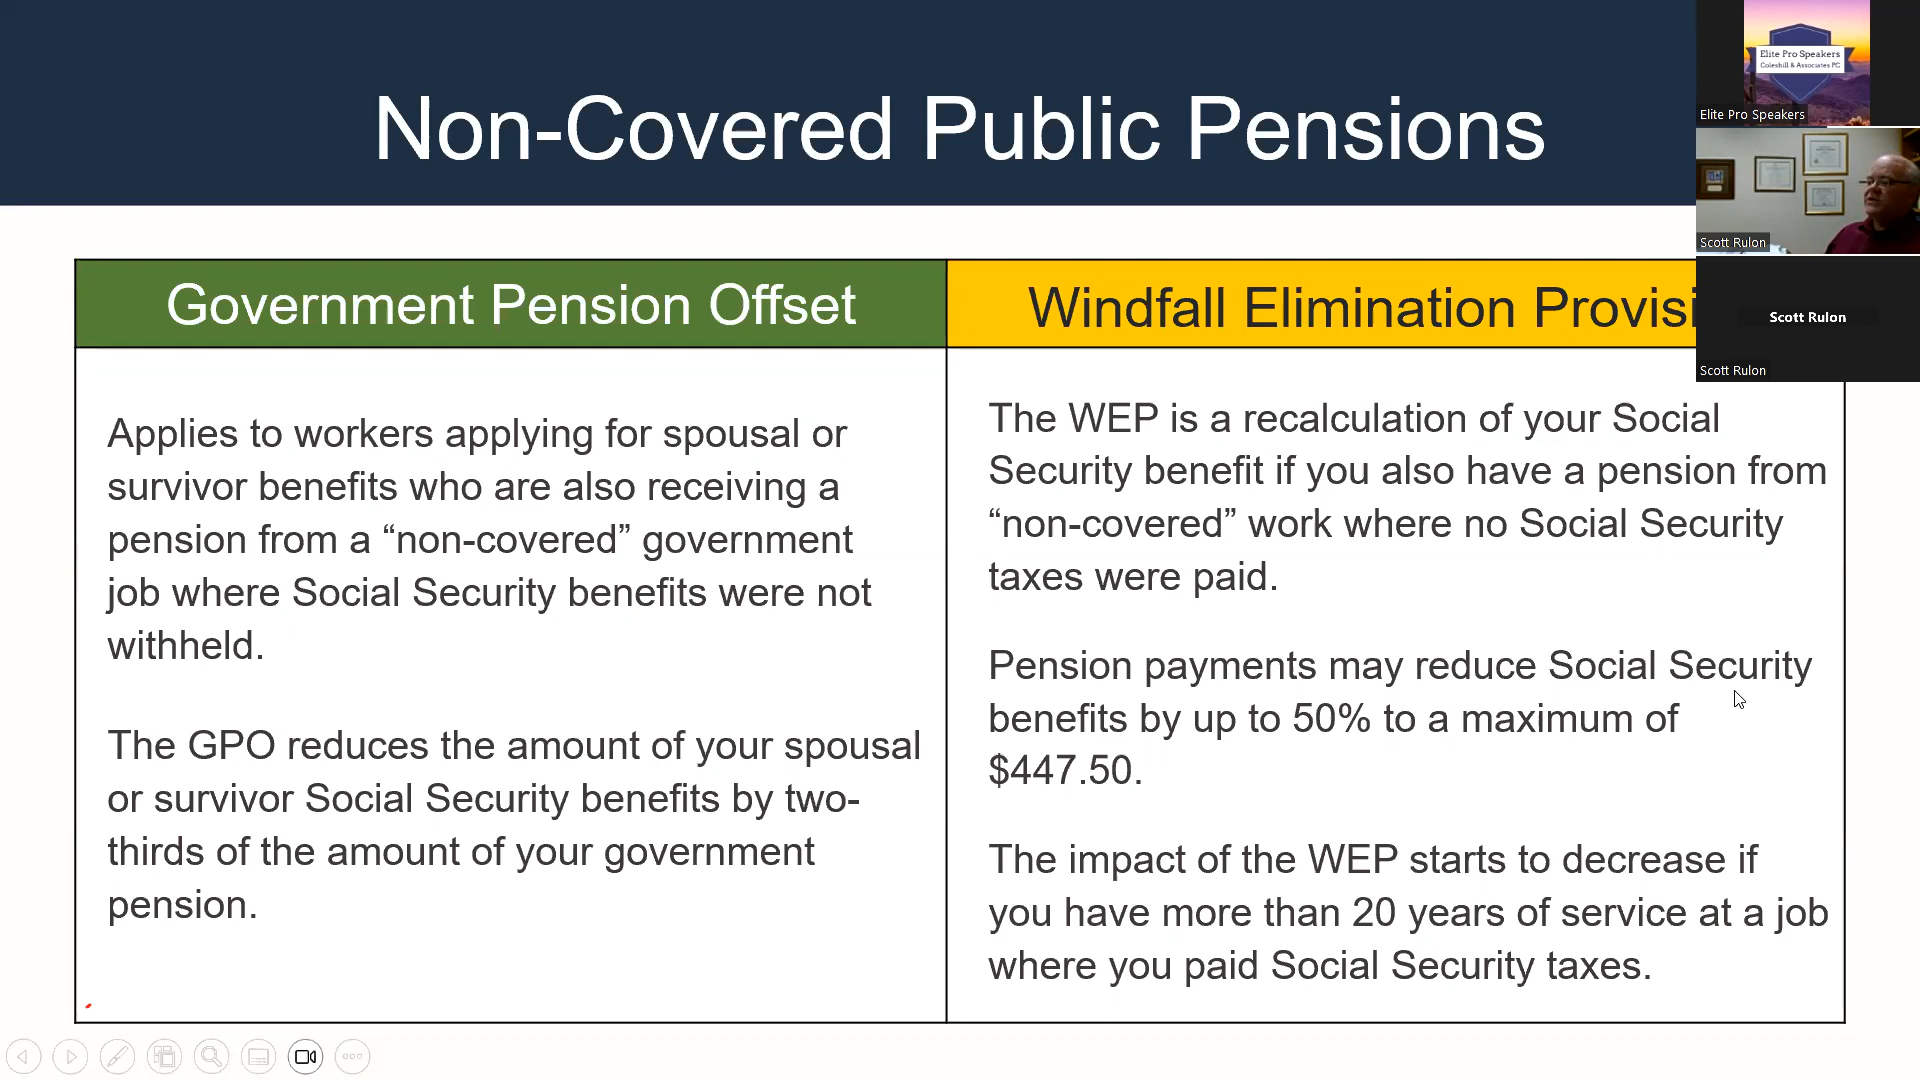 Non-Covered Public Pensions
Elite Pro Speakers
Coleshill & Associates PC
Elite Pro Speakers
Scott Rulon
Scott Rulon
Scott Rulon
Government Pension Offset
Windfall Elimination Provisi
Applies to workers applying for spousal or
survivor benefits who are also receiving a
pension from a “non-covered” government
job where Social Security benefits were not
withheld.
The GPO reduces the amount of your spousal
or survivor Social Security benefits by two-
thirds of the amount of your government
pension.
The WEP is a recalculation of your Social
Security benefit if you also have a pension from
“non-covered” work where no Social Security
taxes were paid.
Pension payments may reduce Social Security
benefits by up to 50% to a maximum of
$447.50.
The impact of the WEP starts to decrease if
you have more than 20 years of service at a job
where you paid Social Security taxes.